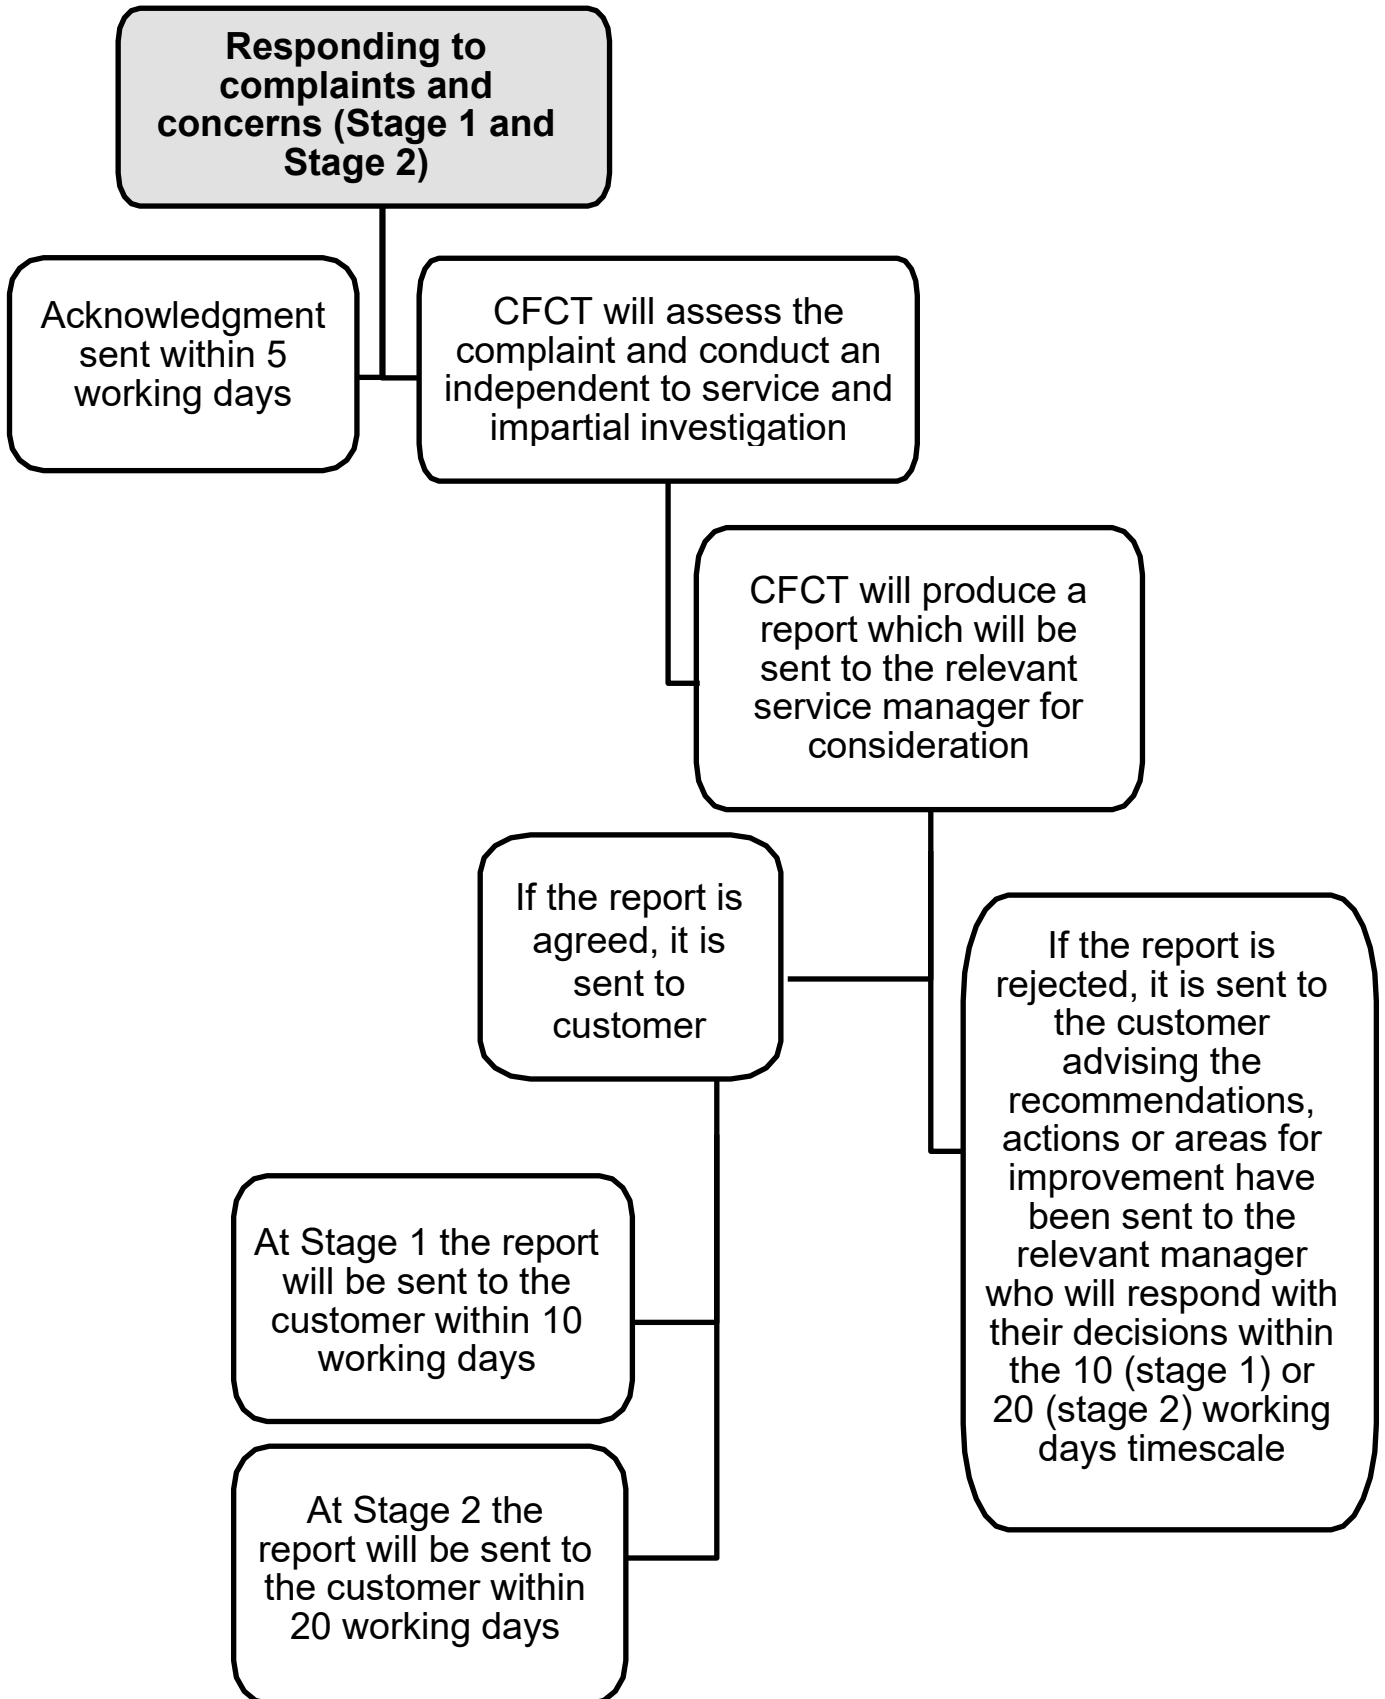 Responding to
complaints and
concerns (Stage 1 and
Stage 2)
Acknowledgment
sent within 5
working days
CFCT will assess the
complaint and conduct an
independent to service and
impartial investigation
CFCT will produce a
report which will be
sent to the relevant
service manager for
consideration
If the report is
agreed, it is
sent to
customer
If the report is
rejected, it is sent to
the customer
advising the
recommendations,
actions or areas for
improvement have
been sent to the
relevant manager
who will respond with
their decisions within
the 10 (stage 1) or
20 (stage 2) working
days timescale
At Stage 1 the report
will be sent to the
customer within 10
working days
At Stage 2 the
report will be sent to
the customer within
20 working days